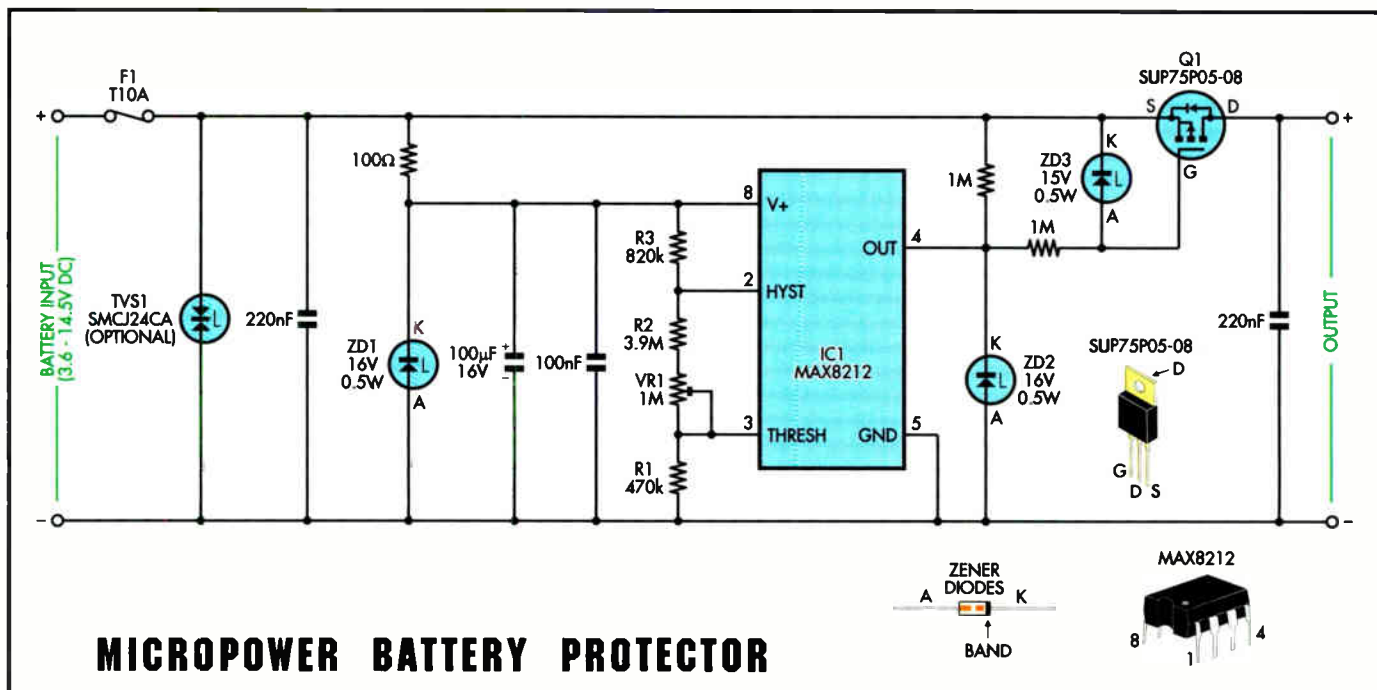 F1
T10A
+
BATTERY INPUT
(3.6 - 14.5V DC)
–
TVS1
SMCJ24CA
(OPTIONAL)
L
220nF
100Ω
K
ZD1
16V
0.5W
L
A
100µF
16V
+
–
100nF
R3
820k
R2
3.9M
VR1
1M
R1
470k
8
V+
2
HYST
3
THRESH
IC1
MAX8212
OUT
4
GND
5
1M
1M
K
ZD3
15V
0.5W
L
A
K
ZD2
16V
0.5W
L
A
Q1
SUP75P05-08
S
D
G
+
220nF
OUTPUT
–
SUP75P05-08
D
G
D
S
ZENER
DIODES
A
K
BAND
MAX8212
8
1
4
MICROPOWER BATTERY PROTECTOR